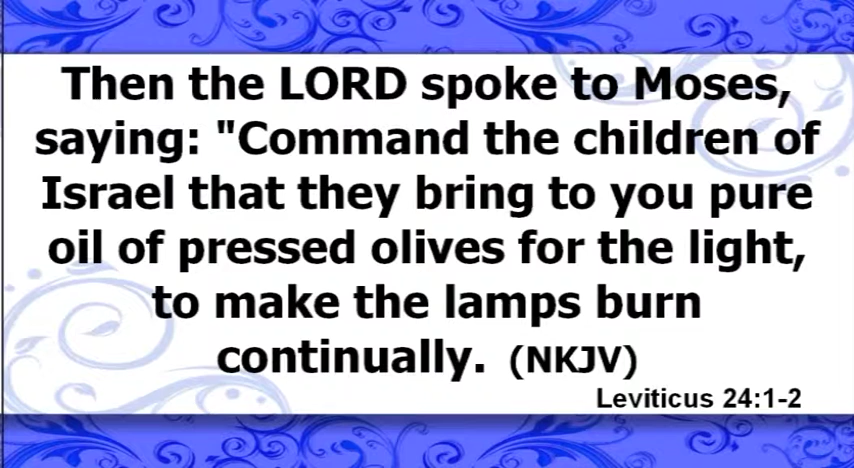 Then the LORD spoke to Moses,
saying: "Command the children of
Israel that they bring to you pure
oil of pressed olives for the light,
to make the lamps burn
continually. (NKJV)
Leviticus 24:1-2